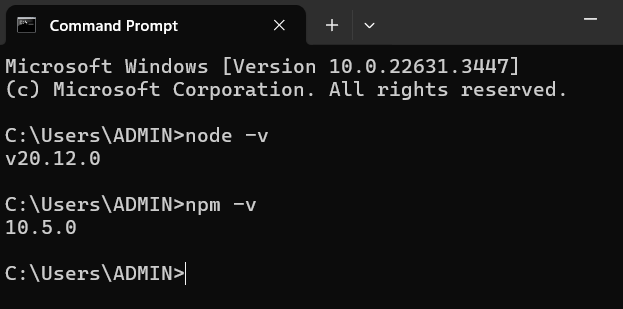 Command Prompt
Microsoft Windows [Version 10.0.22631.3447]
(c) Microsoft Corporation. All rights reserved.
C:\Users\ADMIN>node -v
v20.12.0
C:\Users\ADMIN>npm -v
10.5.0
C:\Users\ADMIN>